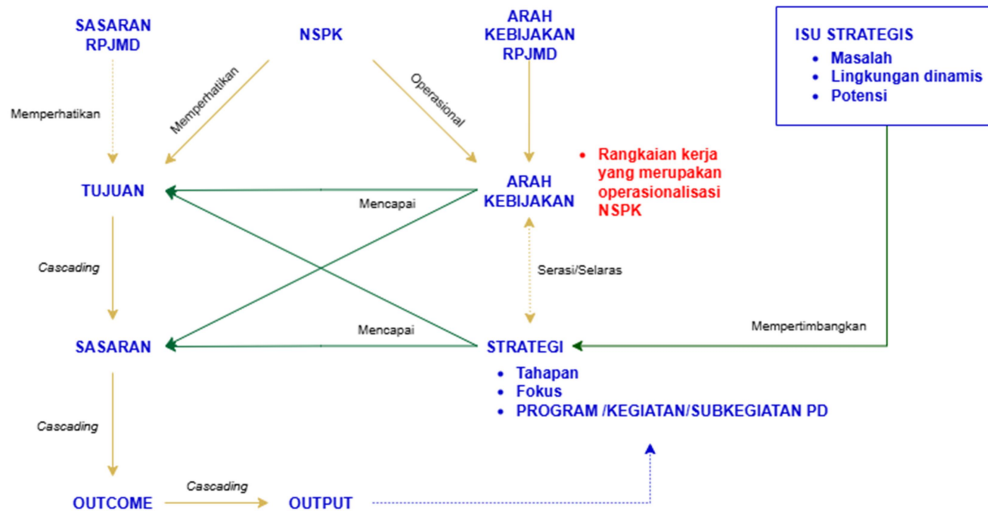 SASARAN
RPJMD
NSPK
ARAH
KEBIJAKAN
RPJMD
ISU STRATEGIS
• Masalah
• Lingkungan dinamis
• Potensi
Memperhatikan
Memperhatikan
Operasional
TUJUAN
Mencapai
ARAH
KEBIJAKAN
• Rangkaian kerja
yang merupakan
operasionalisasi
NSPK
Cascading
Serasi/Selaras
SASARAN
Mencapai
STRATEGI
Mempertimbangkan
• Tahapan
• Fokus
• PROGRAM /KEGIATAN/SUBKEGIATAN PD
Cascading
OUTCOME
Cascading
OUTPUT